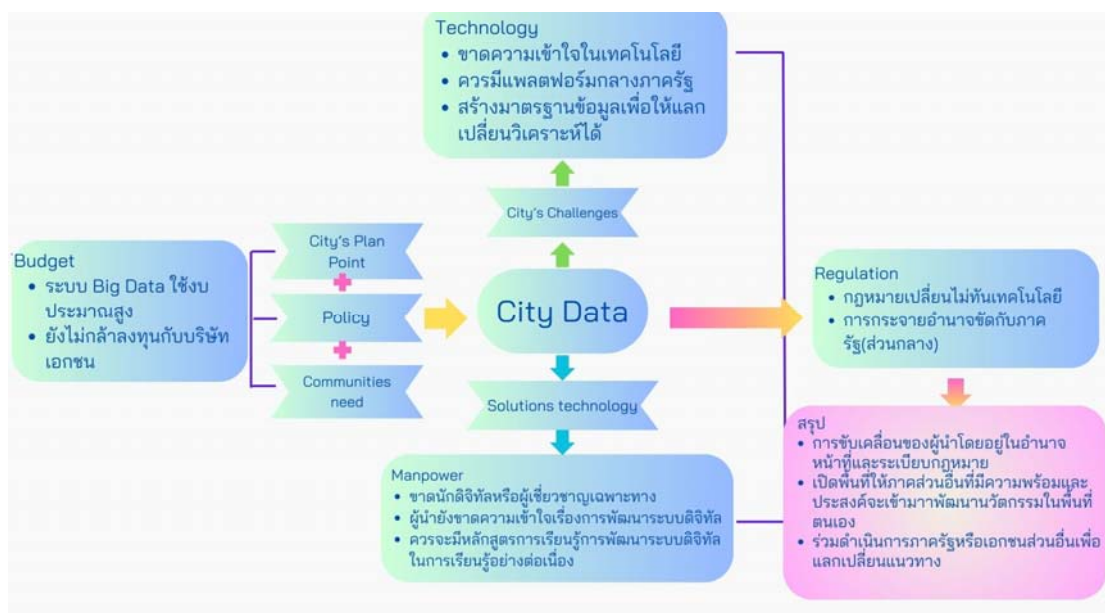 Technology
• ขาดความเข้าใจในเทคโนโลยี
• ควรมีแพลตฟอร์มกลางภาครัฐ
• สร้างมาตรฐานข้อมูลเพื่อให้แลก
เปลี่ยนวิเคราะห์ได้
City's Challenges
Budget
• ระบบ Big Data ใช้งบ
ประมาณสูง
• ยังไม่กล้าลงทุนกับบริษัท
เอกชน
City's Plan
Point
Policy
Communities
need
City Data
Solutions technology
Manpower
• ขาดนักดิจิทัลหรือผู้เชี่ยวชาญเฉพาะทาง
• ผู้นำยังขาดความเข้าใจเรื่องการพัฒนาระบบดิจิทัล
• ควรจะมีหลักสูตรการเรียนรู้การพัฒนาระบบดิจิทัล
ในการเรียนรู้อย่างต่อเนื่อง
Regulation
• กฎหมายเปลี่ยนไม่ทันเทคโนโลยี
• การกระจายอำนาจขัดกับภาค
รัฐ(ส่วนกลาง)
สรุป
• การขับเคลื่อนของผู้นำโดยอยู่ในอำนาจ
หน้าที่และระเบียบกฎหมาย
• เปิดพื้นที่ให้ภาคส่วนอื่นที่มีความพร้อมและ
ประสงค์จะเข้ามาาพัฒนานวัตกรรมในพื้นที่
ตนเอง
• ร่วมดำเนินการภาครัฐหรือเอกชนส่วนอื่นเพื่อ
แลกเปลี่ยนแนวทาง